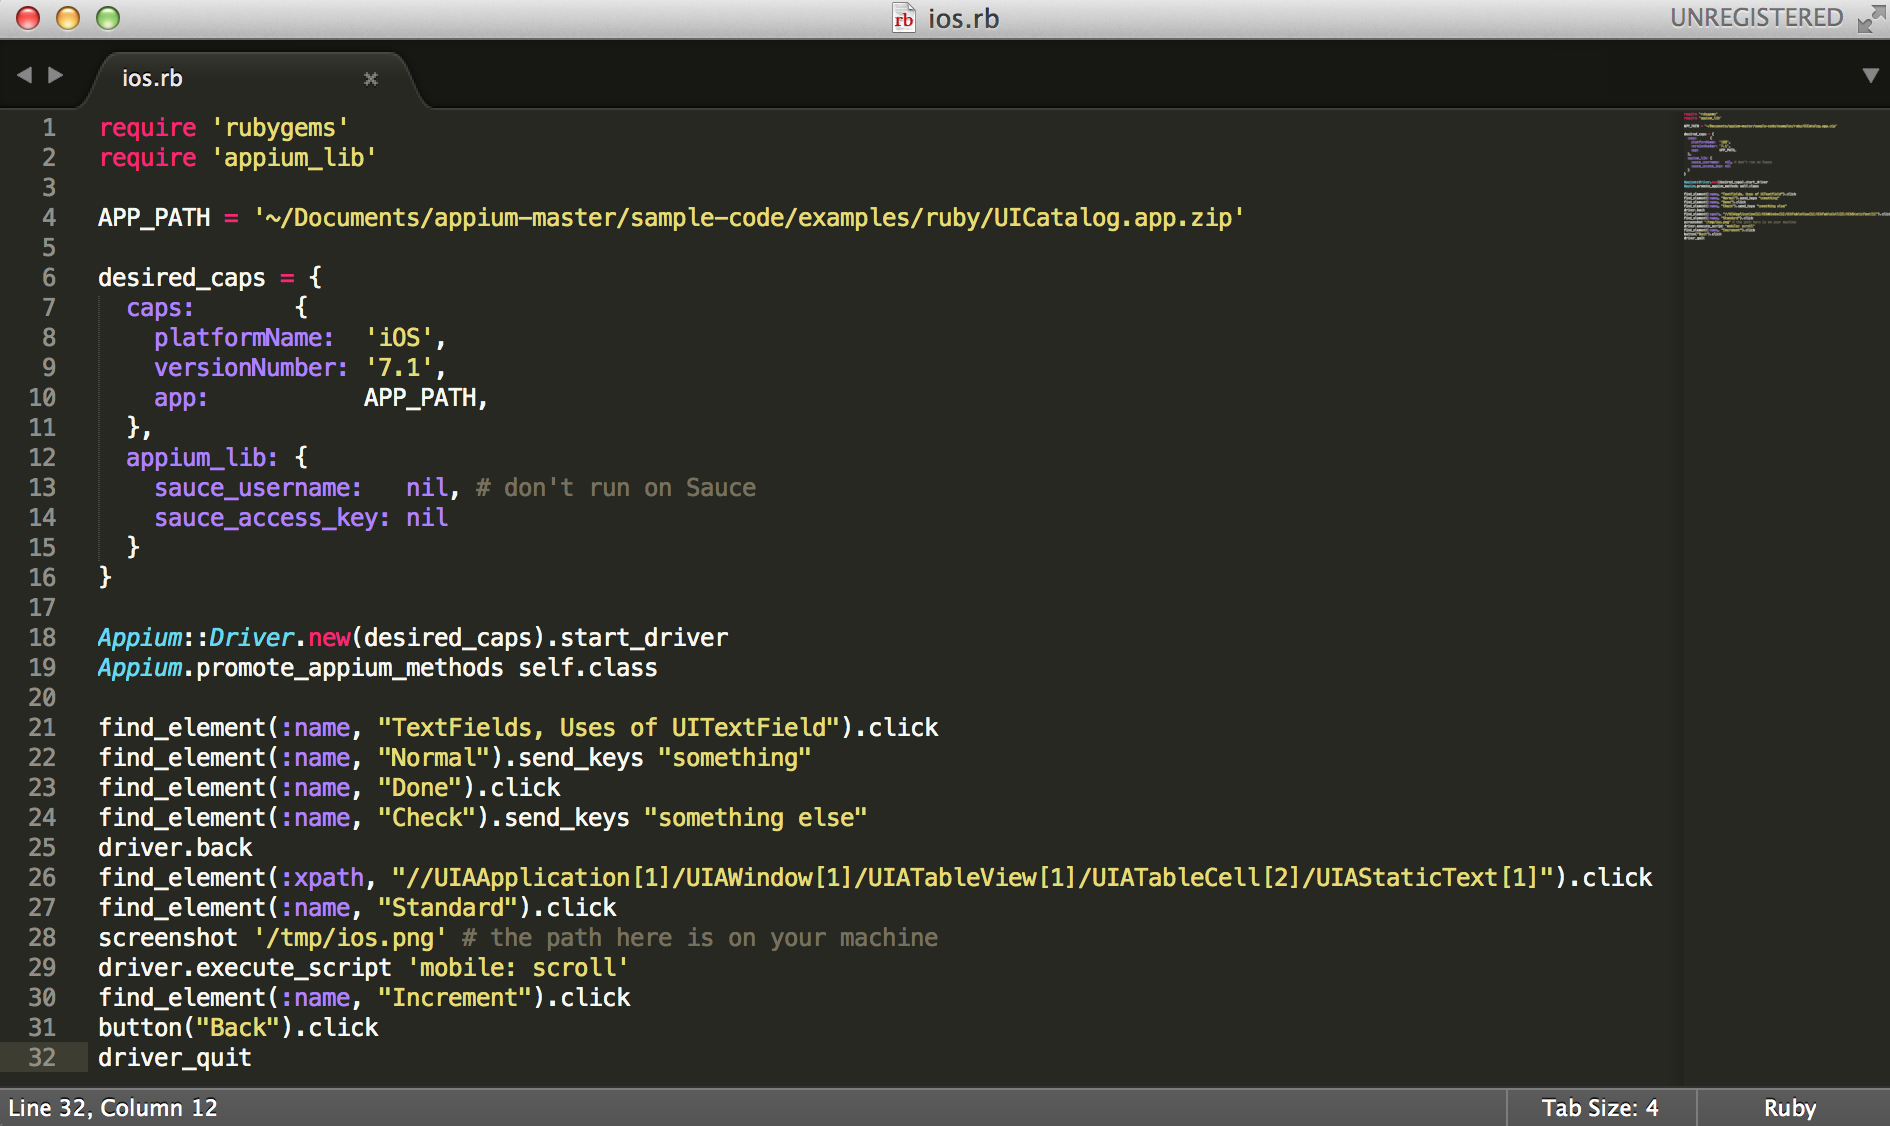 ios.rb
UNREGISTERED
ios.rb
1 require 'rubygems'
2 require 'appium_lib'
3
4 APP_PATH = '~/Documents/appium-master/sample-code/examples/ruby/UICatalog.app.zip'
5
6 desired_caps = {
7   caps:       {
8     platformName:  'iOS',
9     versionNumber: '7.1',
10     app:           APP_PATH,
11   },
12   appium_lib: {
13     sauce_username:   nil, # don't run on Sauce
14     sauce_access_key: nil
15   }
16 }
17
18 Appium::Driver.new(desired_caps).start_driver
19 Appium.promote_appium_methods self.class
20
21 find_element(:name, "TextFields, Uses of UITextField").click
22 find_element(:name, "Normal").send_keys "something"
23 find_element(:name, "Done").click
24 find_element(:name, "Check").send_keys "something else"
25 driver.back
26 find_element(:xpath, "//UIAApplication[1]/UIAWindow[1]/UIATableView[1]/UIATableCell[2]/UIAStaticText[1]").click
27 find_element(:name, "Standard").click
28 screenshot '/tmp/ios.png' # the path here is on your machine
29 driver.execute_script 'mobile: scroll'
30 find_element(:name, "Increment").click
31 button("Back").click
32 driver_quit
Line 32, Column 12
Tab Size: 4
Ruby